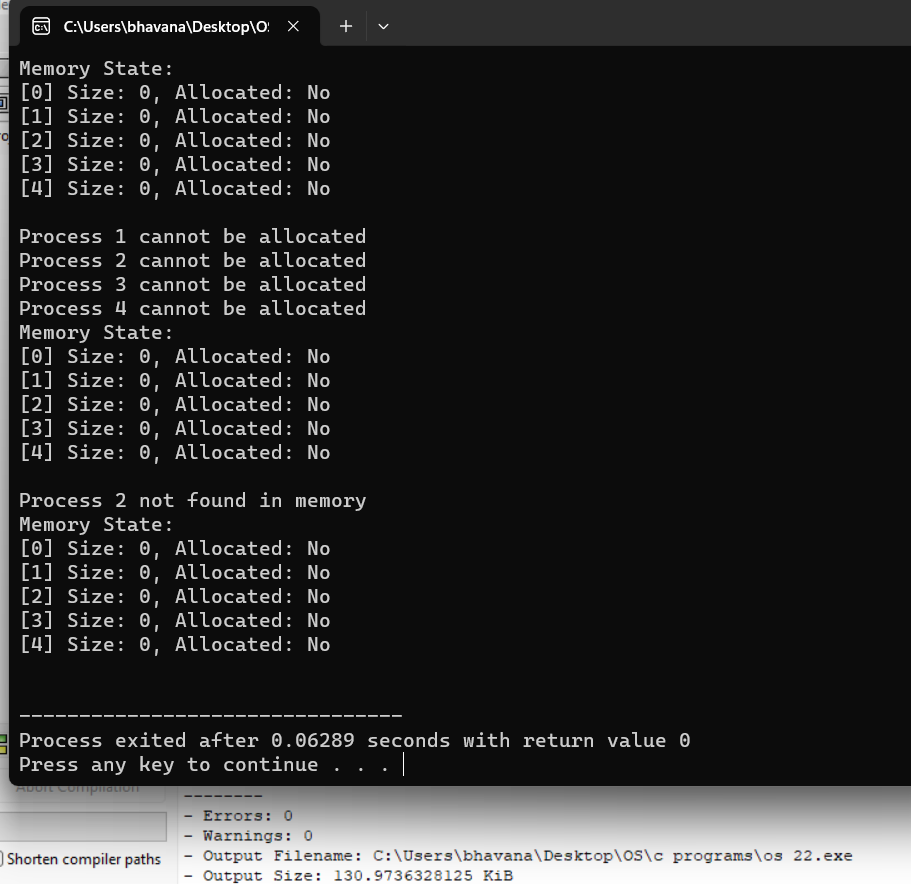 C:\Users\bhavana\Desktop\O
Memory State:
[0] Size: 0, Allocated: No
[1] Size: 0, Allocated: No
[2] Size: 0, Allocated: No
[3] Size: 0, Allocated: No
[4] Size: 0, Allocated: No
Process 1 cannot be allocated
Process 2 cannot be allocated
Process 3 cannot be allocated
Process 4 cannot be allocated
Memory State:
[0] Size: 0, Allocated: No
[1] Size: 0, Allocated: No
[2] Size: 0, Allocated: No
[3] Size: 0, Allocated: No
[4] Size: 0, Allocated: No
Process 2 not found in memory
Memory State:
[0] Size: 0, Allocated: No
[1] Size: 0, Allocated: No
[2] Size: 0, Allocated: No
[3] Size: 0, Allocated: No
[4] Size: 0, Allocated: No
--------------------------------
Process exited after 0.06289 seconds with return value 0
Press any key to continue . . .
Abort Compilation
--------
- Errors: 0
- Warnings: 0
Shorten compiler paths
- Output Filename: C:\Users\bhavana\Desktop\OS\c programs\os 22.exe
- Output Size: 130.9736328125 KiB